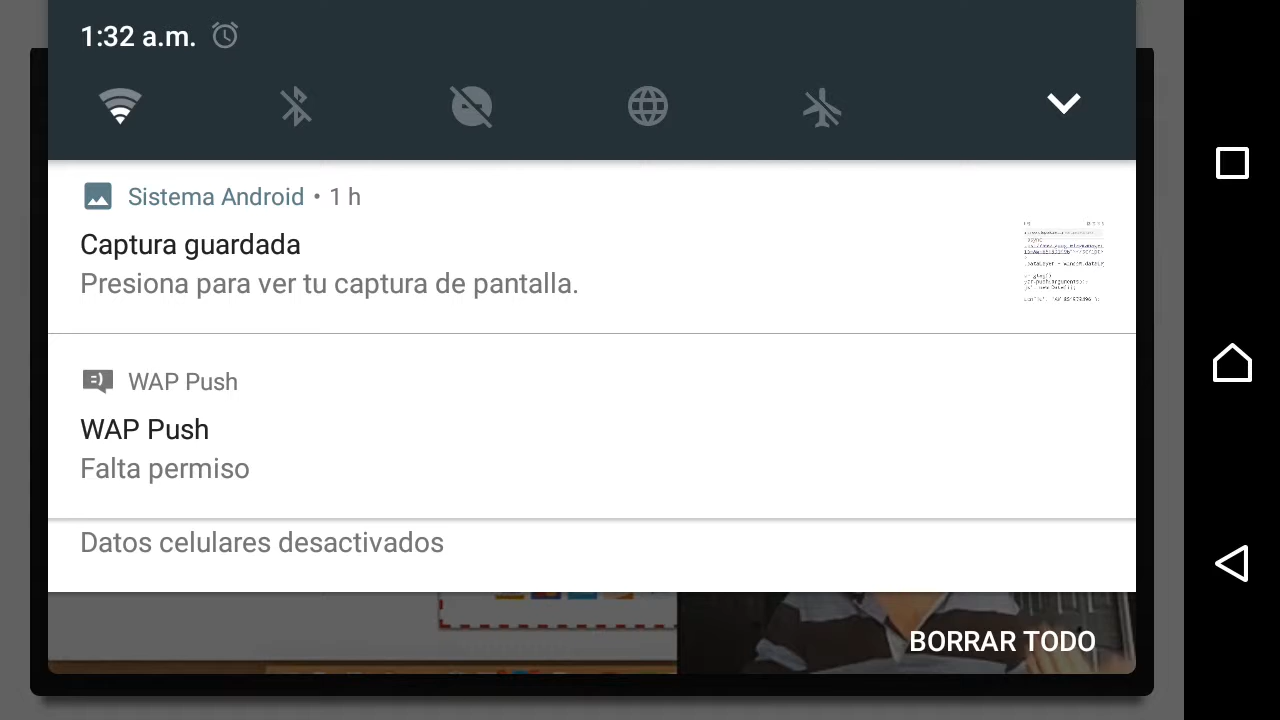 1:32 a.m.
Sistema Android • 1 h
Captura guardada
Presiona para ver tu captura de pantalla.
WAP Push
WAP Push
Falta permiso
Datos celulares desactivados
BORRAR TODO